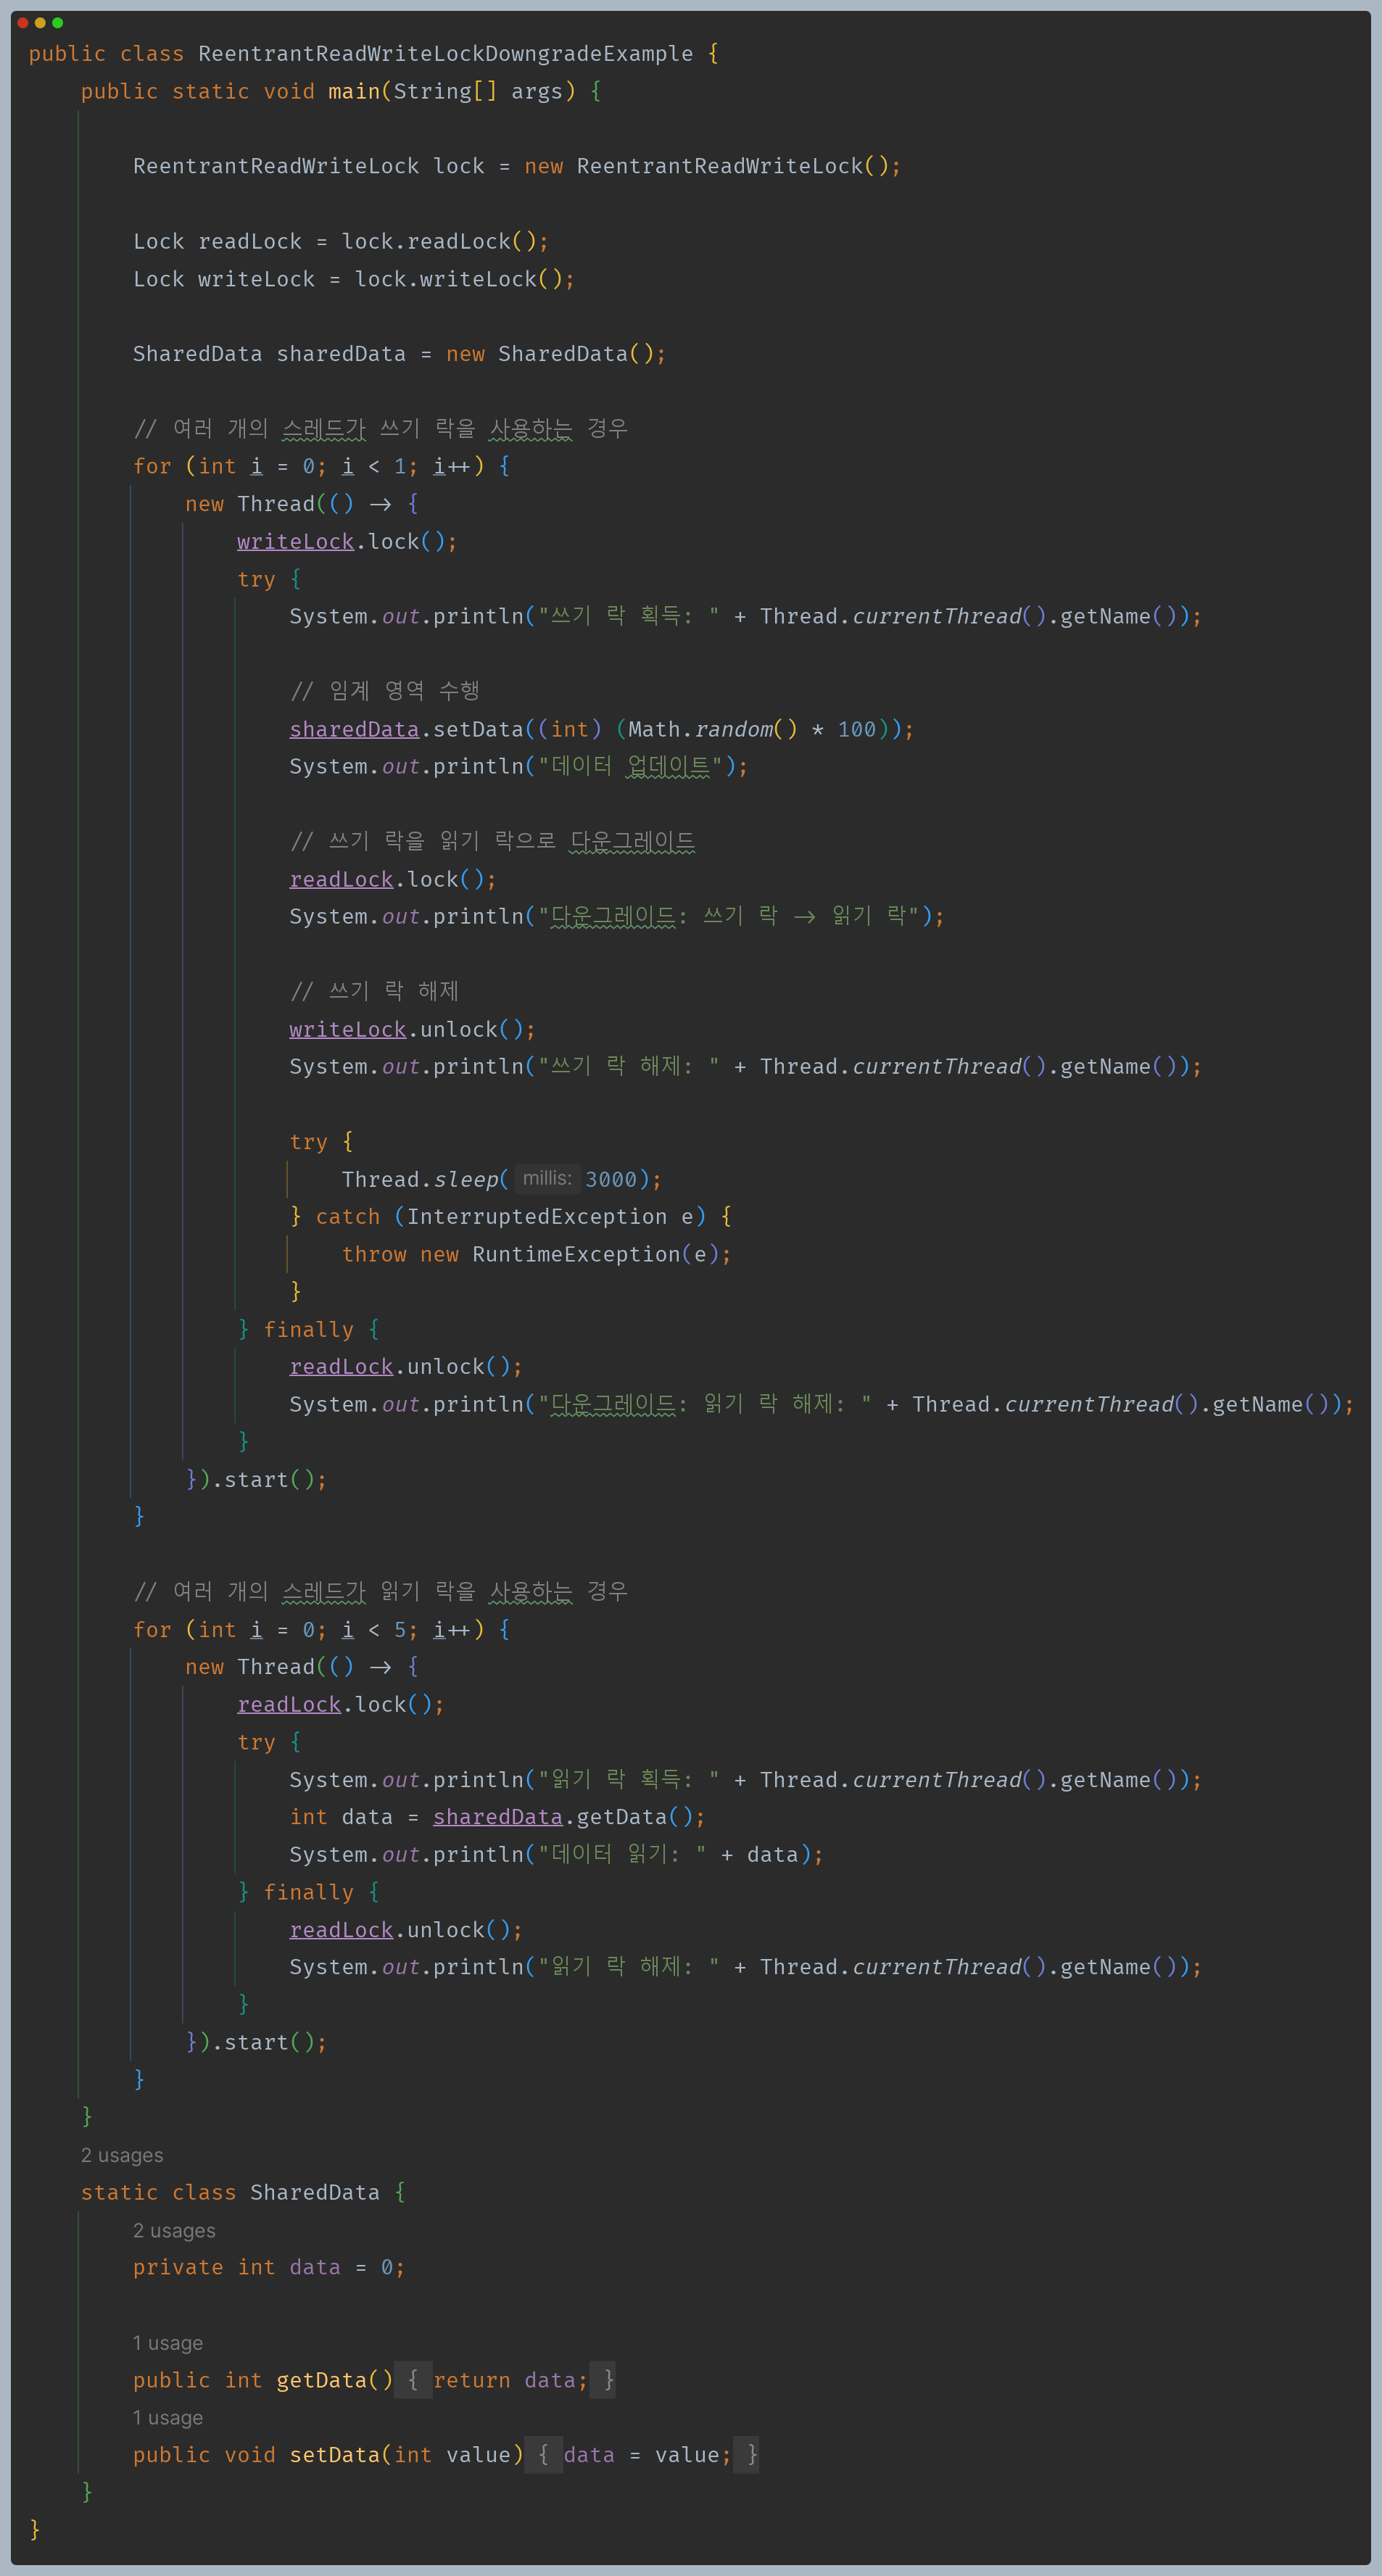 public class ReentrantReadWriteLockDowngradeExample {
public static void main(String[] args) {
ReentrantReadWriteLock lock = new ReentrantReadWriteLock();
Lock readLock = lock.readLock();
Lock writeLock = lock.writeLock();
SharedData sharedData = new SharedData();
// 여러 개의 스레드가 쓰기 락을 사용하는 경우
for (int i = 0; i < 1; i++) {
new Thread(() -> {
writeLock.lock();
try {
System.out.println("쓰기 락 획득: " + Thread.currentThread().getName());
// 임계 영역 수행
sharedData.setData((int) (Math.random() * 100));
System.out.println("데이터 업데이트");
// 쓰기 락을 읽기 락으로 다운그레이드
readLock.lock();
System.out.println("다운그레이드: 쓰기 락 -> 읽기 락");
// 쓰기 락 해제
writeLock.unlock();
System.out.println("쓰기 락 해제: " + Thread.currentThread().getName());
try {
Thread.sleep( millis: 3000);
} catch (InterruptedException e) {
throw new RuntimeException(e);
}
} finally {
readLock.unlock();
System.out.println("다운그레이드: 읽기 락 해제: " + Thread.currentThread().getName());
}
}).start();
}
// 여러 개의 스레드가 읽기 락을 사용하는 경우
for (int i = 0; i < 5; i++) {
new Thread(() -> {
readLock.lock();
try {
System.out.println("읽기 락 획득: " + Thread.currentThread().getName());
int data = sharedData.getData();
System.out.println("데이터 읽기: " + data);
} finally {
readLock.unlock();
System.out.println("읽기 락 해제: " + Thread.currentThread().getName());
}
}).start();
}
}
2 usages
static class SharedData {
2 usages
private int data = 0;
1 usage
public int getData() { return data; }
1 usage
public void setData(int value) { data = value; }
}
}